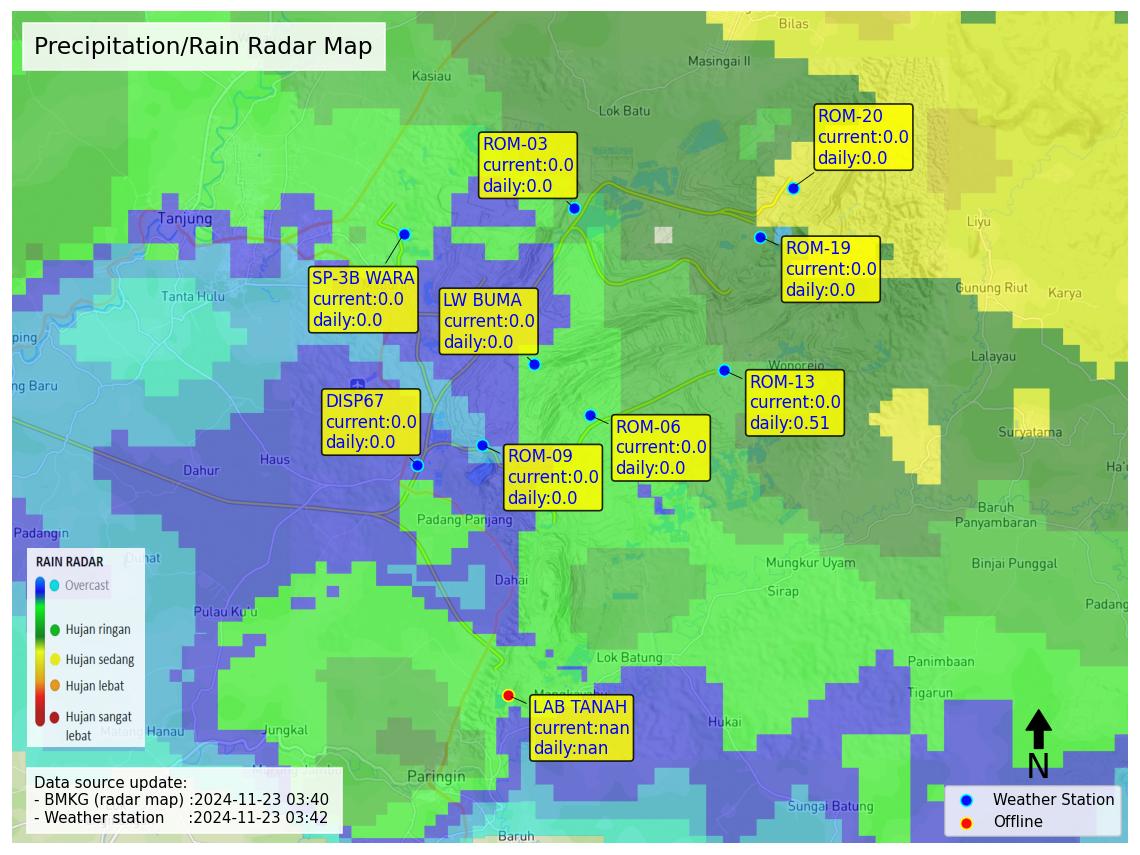 Precipitation/Rain Radar Map
Bilas
Masingai II
Kasiau
Lok Batu
ROM-20
current:0.0
daily:0.0
ROM-03
current:0.0
daily:0.0
Tanjung
Liyu
ROM-19
current:0.0
daily:0.0
SP-3B WARA
current:0.0
daily:0.0
Tanta Hulu
LW BUMA
current:0.0
daily:0.0
Gunung Riut
Karya
ping
Lalayau
Wonorejo
ng Baru
ROM-13
current:0.0
daily:0.51
DISP67
current:0.0
daily:0.0
ROM-06
current:0.0
daily:0.0
Suryatama
Haus
Dahur
ROM-09
current:0.0
daily:0.0
Ha'u
Padang Panjang
Baruh
Panyambaran
Padangin
Mungkur Uyam
Binjai Punggal
Dahai
Sirap
Padang
Pulau Ku'u
RAIN RADAR
Overcast
Hujan ringan
Hujan sedang
Hujan lebat
Hujan sangat
lebat
Lok Batung
Panimbaan
Tigarun
LAB TANAH
current:nan
daily:nan
Hukai
Jungkal
Manau
Paringin
Sungai Batung
Baruh
N
Data source update:
- BMKG (radar map) :2024-11-23 03:40
- Weather station :2024-11-23 03:42
Weather Station
Offline